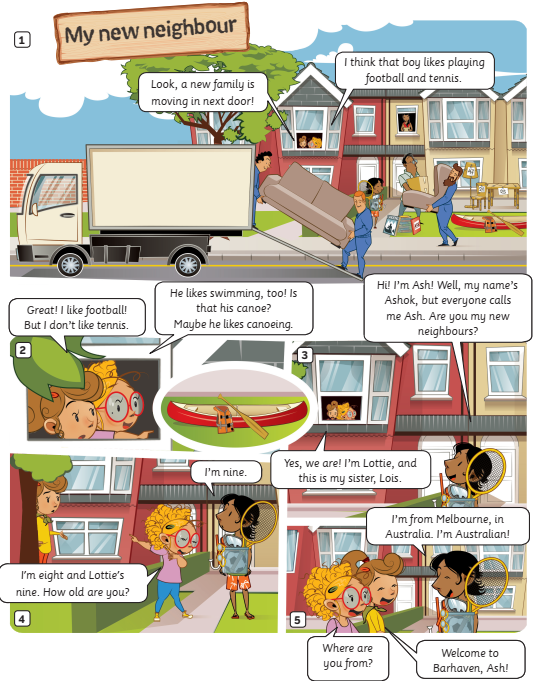 1
My new neighbour
Look, a new family is
moving in next door!
I think that boy likes playing
football and tennis.
2
Great! I like football!
But I don't like tennis.
He likes swimming, too! Is
that his canoe?
Maybe he likes canoeing.
3
Hi! I'm Ash! Well, my name's
Ashok, but everyone calls
me Ash. Are you my new
neighbours?
Yes, we are! I'm Lottie, and
this is my sister, Lois.
4
I'm eight and Lottie's
nine. How old are you?
I'm nine.
5
Where are
you from?
I'm from Melbourne, in
Australia. I'm Australian!
Welcome to
Barhaven, Ash!